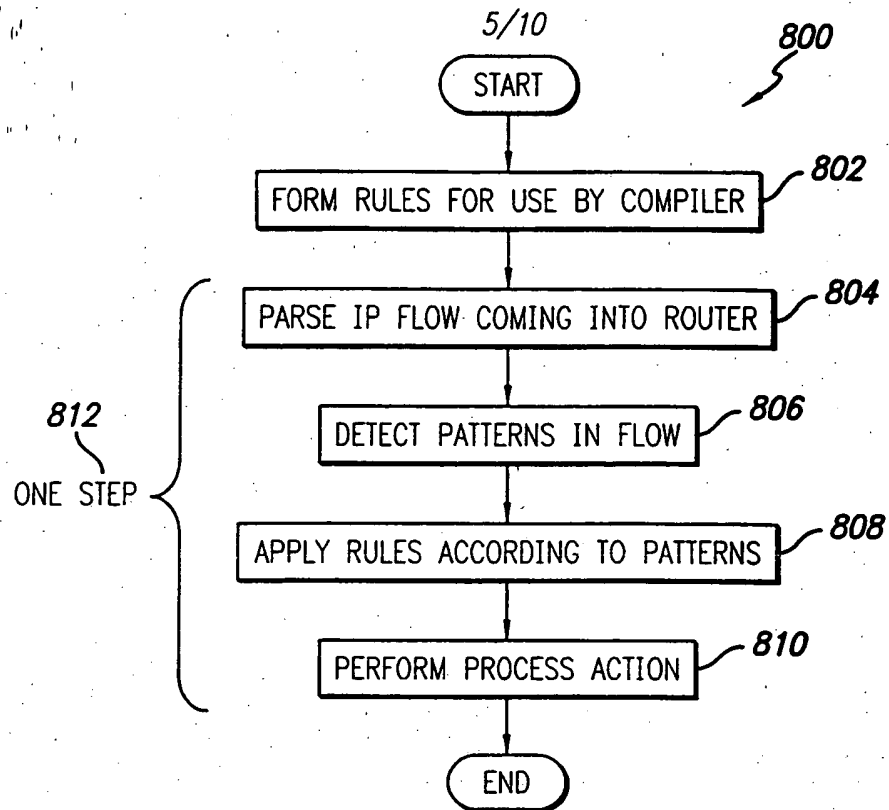 5/10
800
START
FORM RULES FOR USE BY COMPILER
802
PARSE IP FLOW COMING INTO ROUTER
804
DETECT PATTERNS IN FLOW
806
812
ONE STEP
APPLY RULES ACCORDING TO PATTERNS
808
PERFORM PROCESS ACTION
810
END